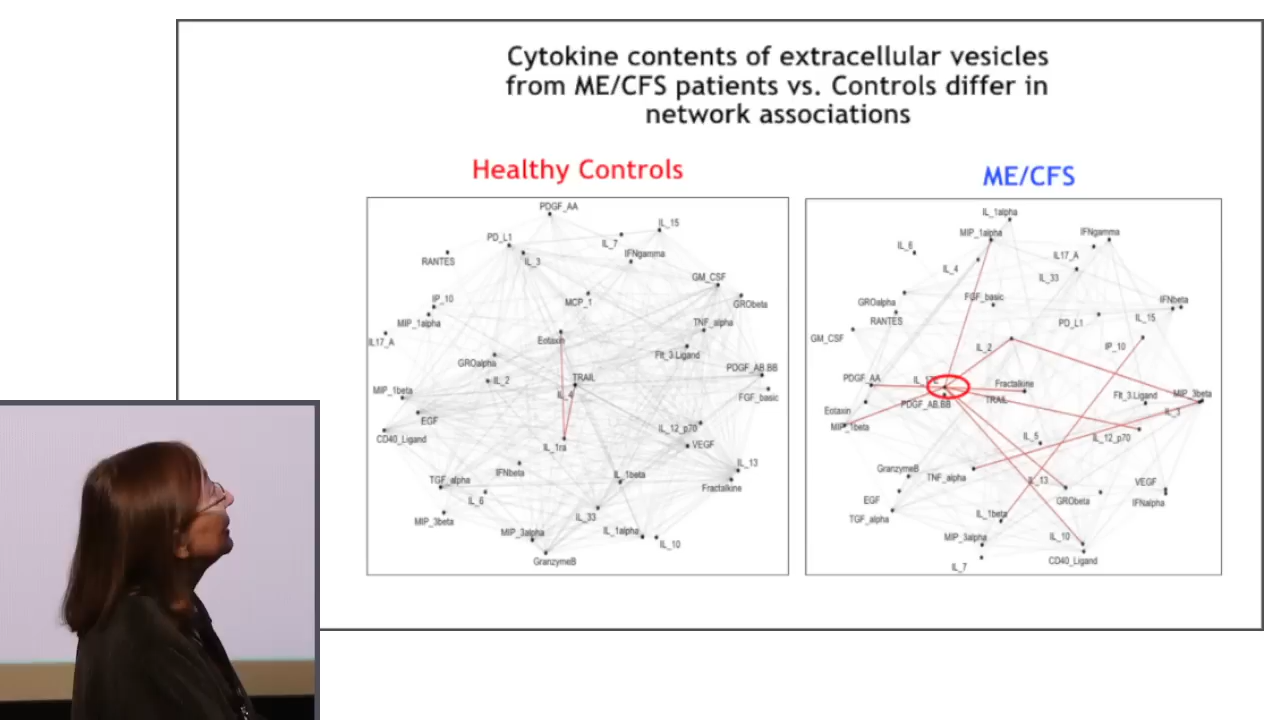 Cytokine contents of extracellular vesicles
from ME/CFS patients vs. Controls differ in
network associations
Healthy Controls
PDGF_AA
IL_15
PD_L1
IL_7
IFNgamma
RANTES
IL_3
GM_CSF
IP_10
MCP_1
GRObeta
MIP_1alpha
TNF_alpha
IL17_A
Eotaxin
Flt_3.Ligand
GROalpha
PDGF_AB.BB
IL_2
TRAIL
MIP_1beta
IL_4
FGF_basic
EGF
IL_12_p70
CD40_Ligand
IL_1ra
VEGF
IFNbeta
IL_13
TGF_alpha
IL_1beta
Fractalkine
IL_6
MIP_3beta
IL_33
MIP_3alpha
IL_1alpha
IL_10
GranzymeB
ME/CFS
IL_1alpha
MIP_1alpha
IFNgamma
IL_6
IL17_A
IL_4
IL_33
GROalpha
FGF_basic
IFNbeta
RANTES
PD_L1
IL_15
GM_CSF
IL_2
IP_10
PDGF_AA
Fractalkine
PDGF_AB.BB
TRAIL
Flt_3.Ligand
MIP_3beta
Eotaxin
IL_3
MIP_1beta
IL_5
IL_12_p70
GranzymeB
TNF_alpha
IL_13
VEGF
EGF
GRObeta
IFNalpha
TGF_alpha
IL_1beta
MIP_3alpha
IL_10
IL_7
CD40_Ligand